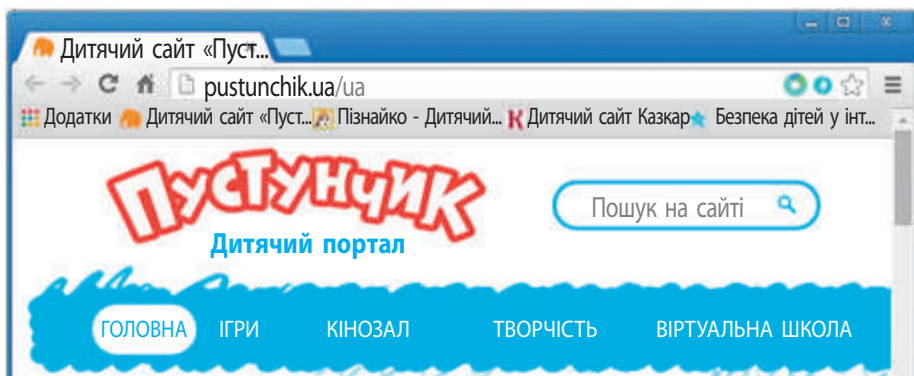 Дитячий сайт «Пуст...
pustunchik.ua/ua
Додатки Дитячий сайт «Пуст... Пізнайко - Дитячий... Дитячий сайт Казкар Безпека дітей у інт...
ПУСТУНЧИК
Пошук на сайті
Дитячий портал
ГОЛОВНА ІГРИ КІНОЗАЛ ТВОРЧІСТЬ ВІРТУАЛЬНА ШКОЛА